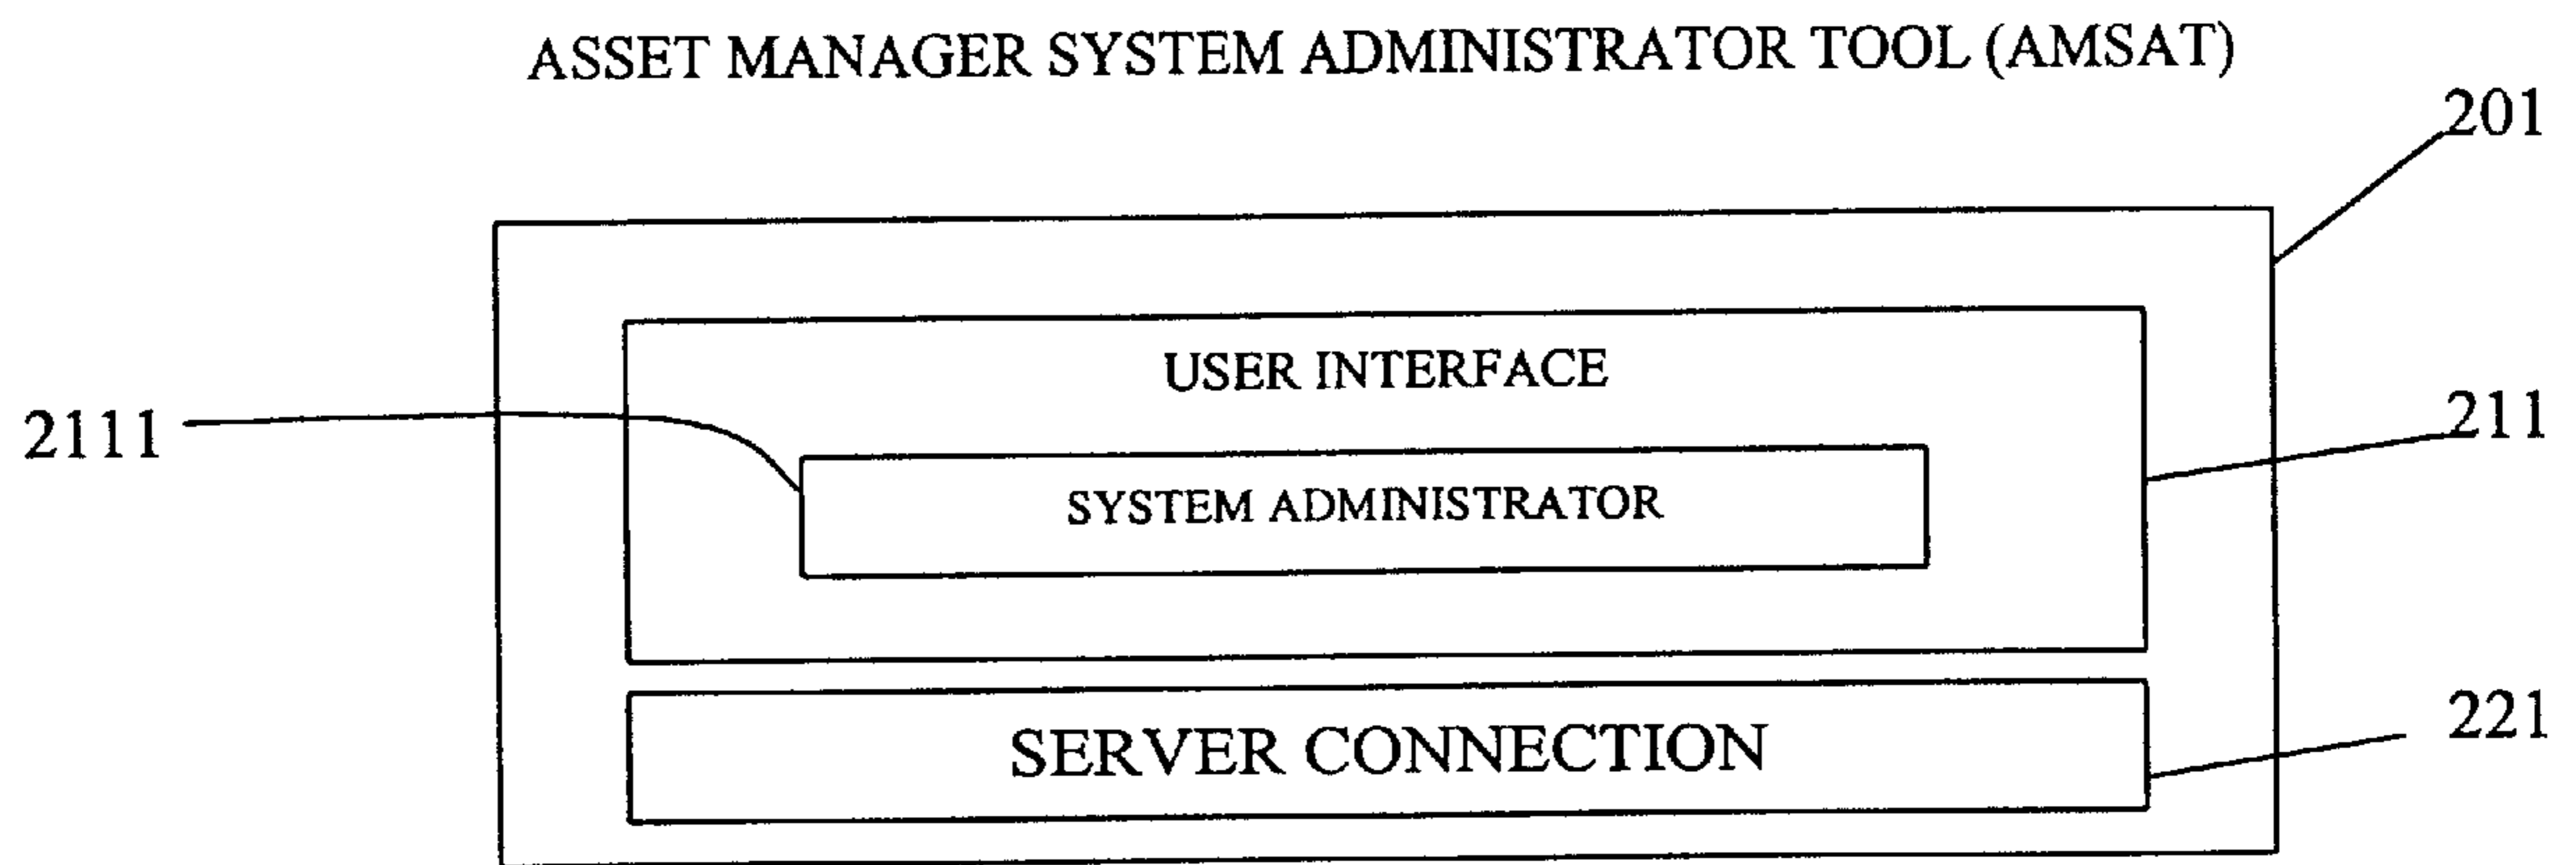 ASSET MANAGER SYSTEM ADMINISTRATOR TOOL (AMSAT)
201
USER INTERFACE
211
2111
SYSTEM ADMINISTRATOR
221
SERVER CONNECTION